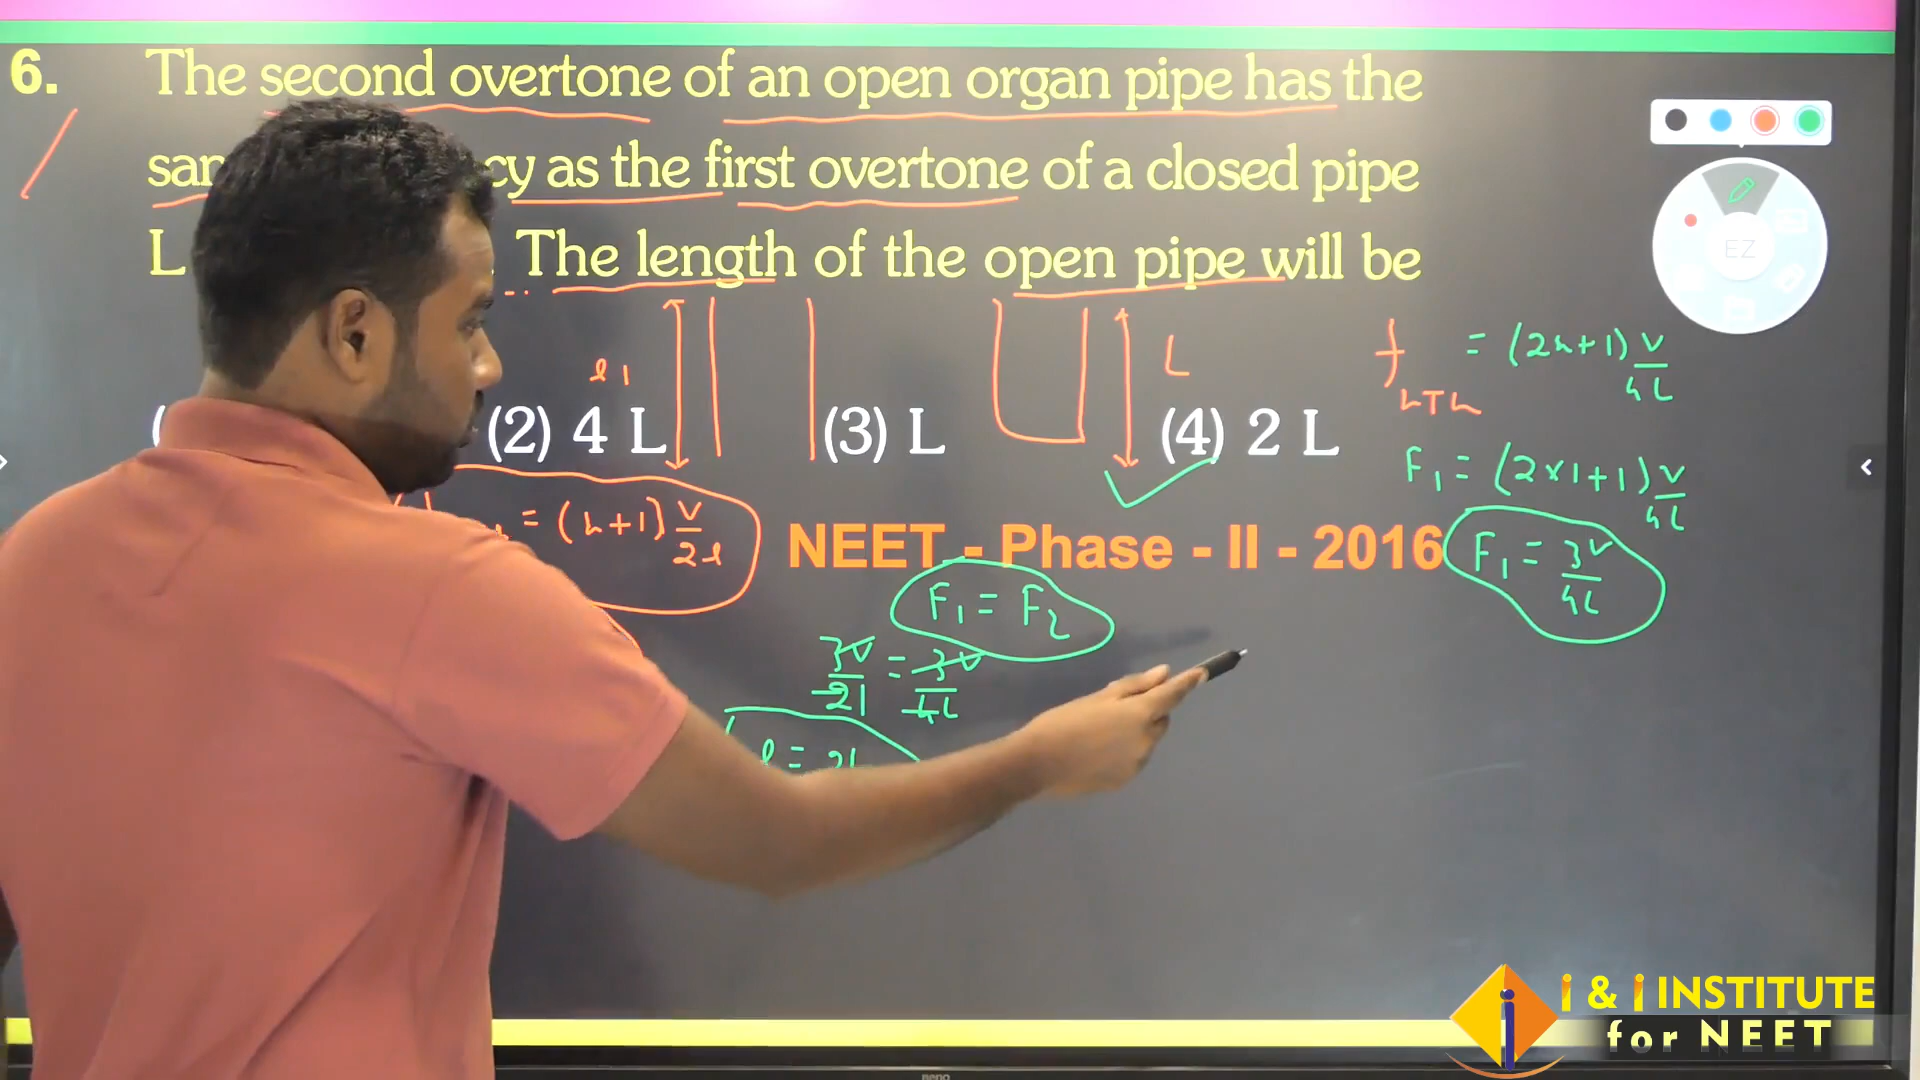 6. The second overtone of an open organ pipe has the
cy as the first overtone of a closed pipe
L The length of the open pipe will be
(2) 4 L (3) L (4) 2 L
l1
L
f nTh = (2n+1) v/4L
F1 = (2×1+1) v/4L
F1 = 3v/4L
= (n+1) v/2l
NEET - Phase - II - 2016
F1 = F2
3v/2l = 3v/4L
l = 2L
EZ
i & i INSTITUTE
for NEET
BenQ